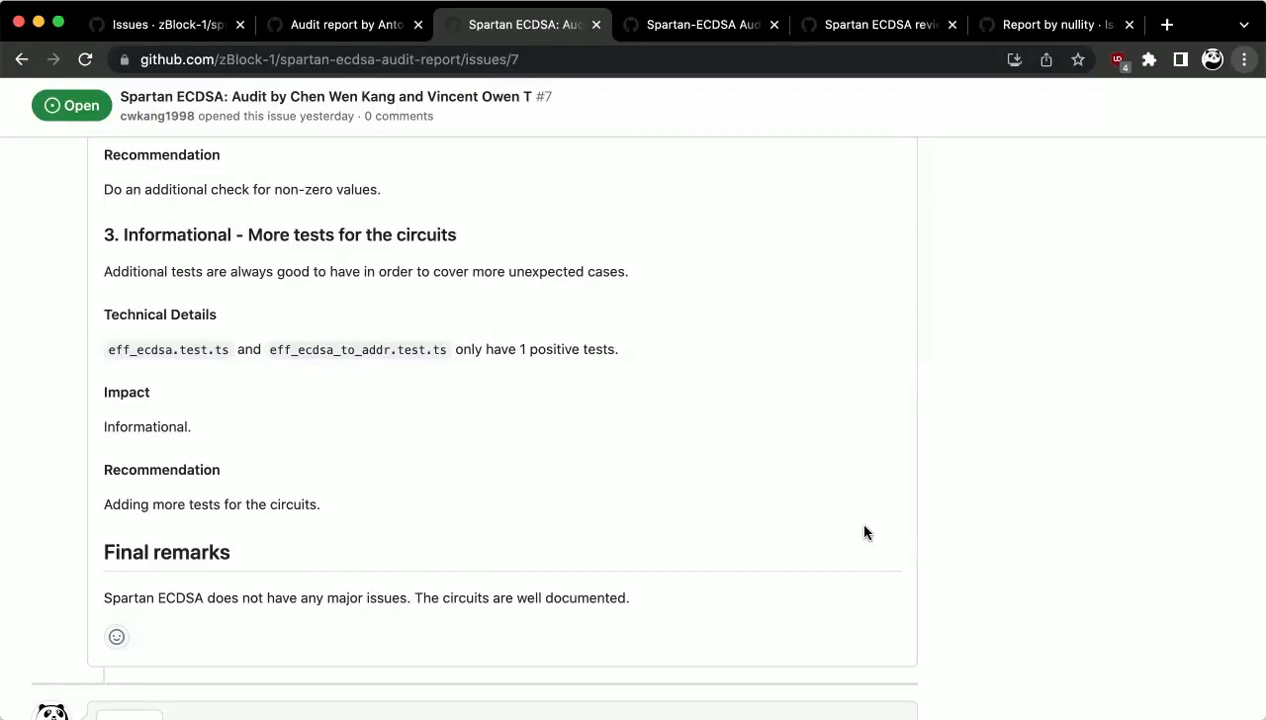 Issues · zBlock-1/sp
Audit report by Anto
Spartan ECDSA: Au
Spartan-ECDSA Aud
Spartan ECDSA revi
Report by nullity · Is
github.com/zBlock-1/spartan-ecdsa-audit-report/issues/7
4
Open
Spartan ECDSA: Audit by Chen Wen Kang and Vincent Owen T #7
cwkang1998 opened this issue yesterday · 0 comments
Recommendation
Do an additional check for non-zero values.
3. Informational - More tests for the circuits
Additional tests are always good to have in order to cover more unexpected cases.
Technical Details
eff_ecdsa.test.ts and eff_ecdsa_to_addr.test.ts only have 1 positive tests.
Impact
Informational.
Recommendation
Adding more tests for the circuits.
Final remarks
Spartan ECDSA does not have any major issues. The circuits are well documented.